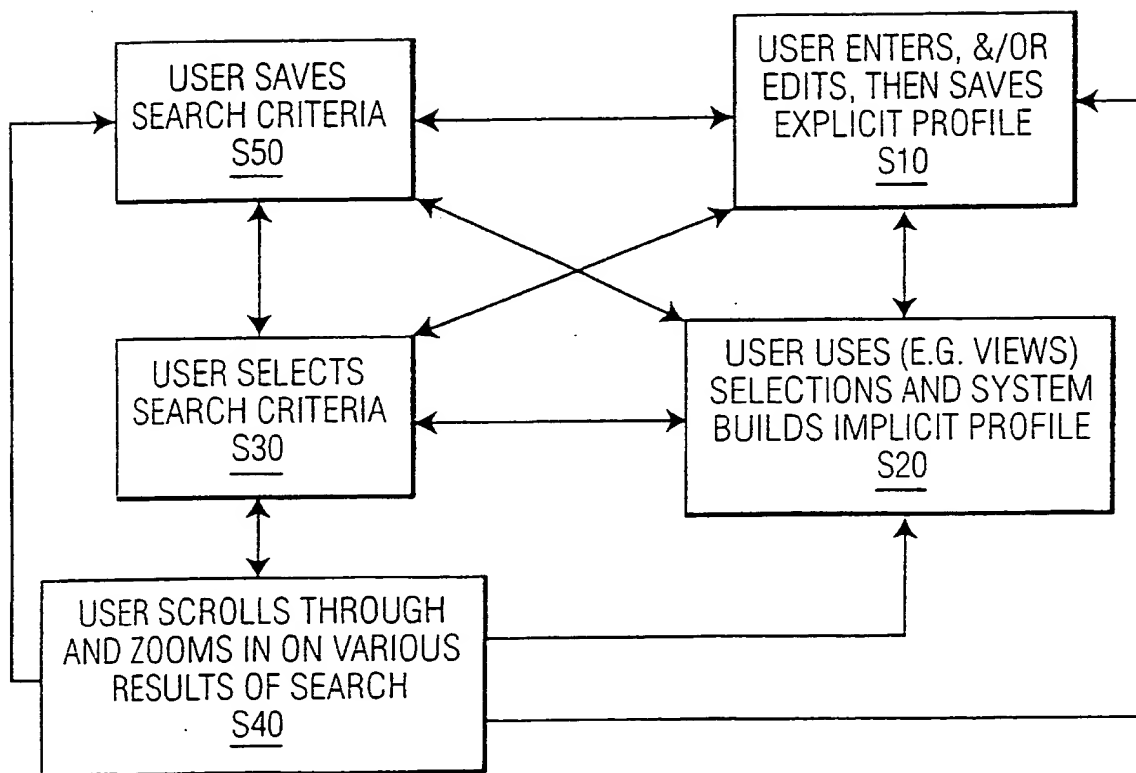 USER SAVES
SEARCH CRITERIA
S50
USER ENTERS, &/OR
EDITS, THEN SAVES
EXPLICIT PROFILE
S10
USER SELECTS
SEARCH CRITERIA
S30
USER USES (E.G. VIEWS)
SELECTIONS AND SYSTEM
BUILDS IMPLICIT PROFILE
S20
USER SCROLLS THROUGH
AND ZOOMS IN ON VARIOUS
RESULTS OF SEARCH
S40